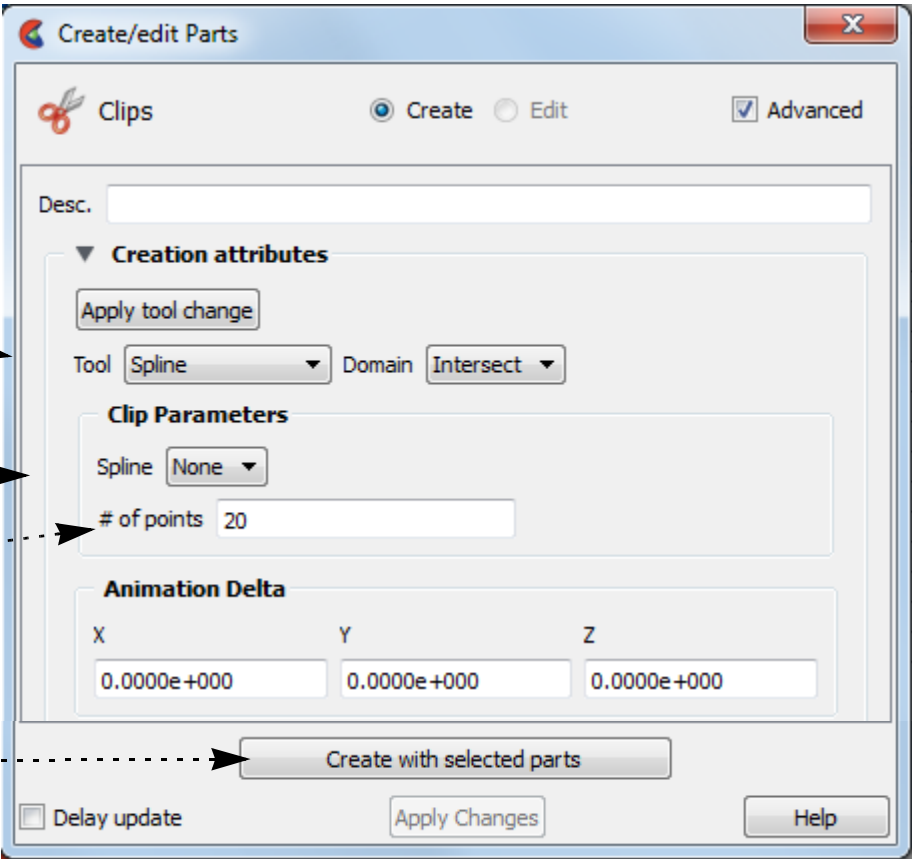 Create/edit Parts
Clips Create Edit Advanced
Desc.
Creation attributes
Apply tool change
Tool Spline Domain Intersect
Clip Parameters
Spline None
# of points 20
Animation Delta
X Y Z
0.0000e+000 0.0000e+000 0.0000e+000
Create with selected parts
Delay update Apply Changes Help